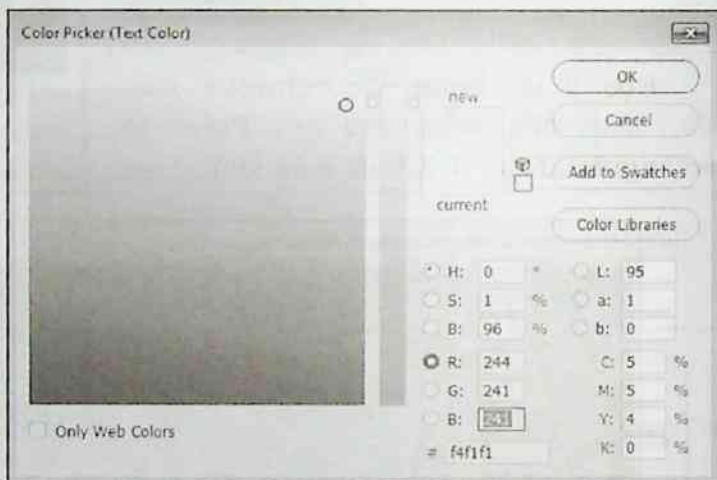 Color Picker (Text Color)
new
current
OK
Cancel
Add to Swatches
Color Libraries
H: 0 °
S: 1 %
B: 96 %
R: 244
G: 241
B: 241
# f4f1f1
L: 95
a: 1
b: 0
C: 5 %
M: 5 %
Y: 4 %
K: 0 %
Only Web Colors